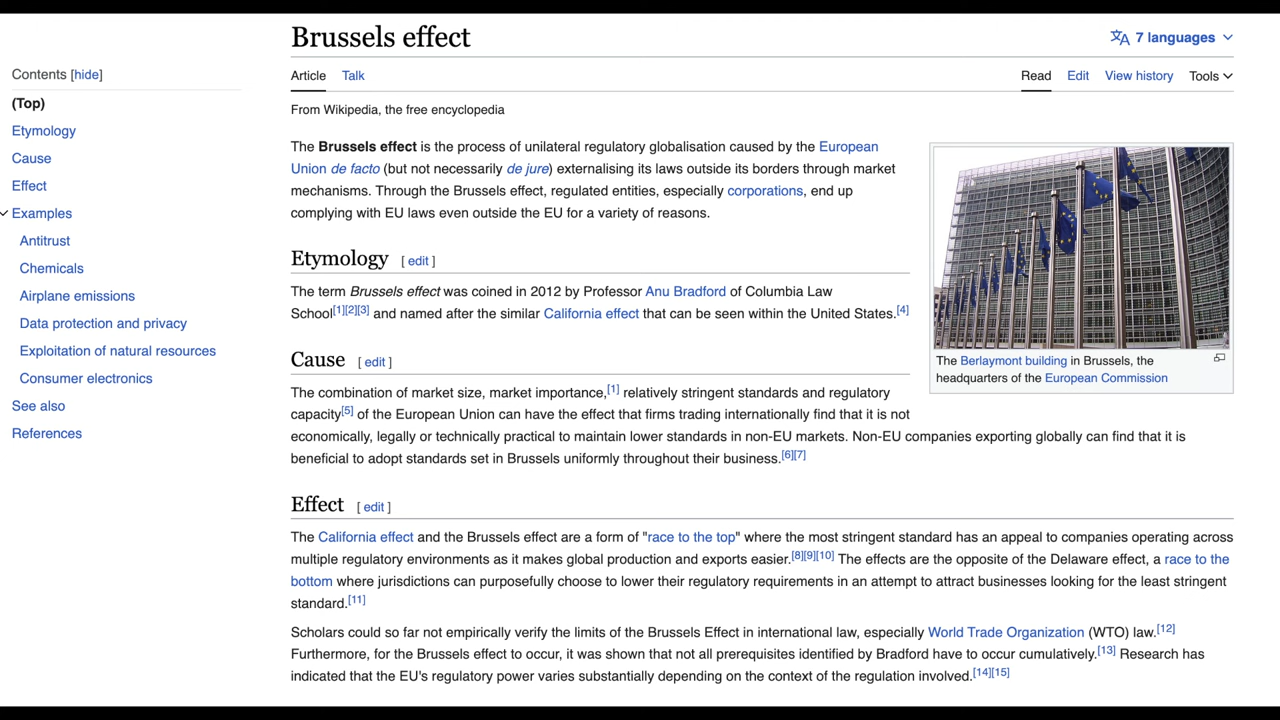 Brussels effect
7 languages
Contents [hide]
(Top)
Etymology
Cause
Effect
Examples
Antitrust
Chemicals
Airplane emissions
Data protection and privacy
Exploitation of natural resources
Consumer electronics
See also
References
Article Talk
Read Edit View history Tools
From Wikipedia, the free encyclopedia
The Brussels effect is the process of unilateral regulatory globalisation caused by the European
Union de facto (but not necessarily de jure) externalising its laws outside its borders through market
mechanisms. Through the Brussels effect, regulated entities, especially corporations, end up
complying with EU laws even outside the EU for a variety of reasons.
The Berlaymont building in Brussels, the
headquarters of the European Commission
Etymology [ edit ]
The term Brussels effect was coined in 2012 by Professor Anu Bradford of Columbia Law
School[1][2][3] and named after the similar California effect that can be seen within the United States.[4]
Cause [ edit ]
The combination of market size, market importance,[1] relatively stringent standards and regulatory
capacity[5] of the European Union can have the effect that firms trading internationally find that it is not
economically, legally or technically practical to maintain lower standards in non-EU markets. Non-EU companies exporting globally can find that it is
beneficial to adopt standards set in Brussels uniformly throughout their business.[6][7]
Effect [ edit ]
The California effect and the Brussels effect are a form of "race to the top" where the most stringent standard has an appeal to companies operating across
multiple regulatory environments as it makes global production and exports easier.[8][9][10] The effects are the opposite of the Delaware effect, a race to the
bottom where jurisdictions can purposefully choose to lower their regulatory requirements in an attempt to attract businesses looking for the least stringent
standard.[11]
Scholars could so far not empirically verify the limits of the Brussels Effect in international law, especially World Trade Organization (WTO) law.[12]
Furthermore, for the Brussels effect to occur, it was shown that not all prerequisites identified by Bradford have to occur cumulatively.[13] Research has
indicated that the EU's regulatory power varies substantially depending on the context of the regulation involved.[14][15]